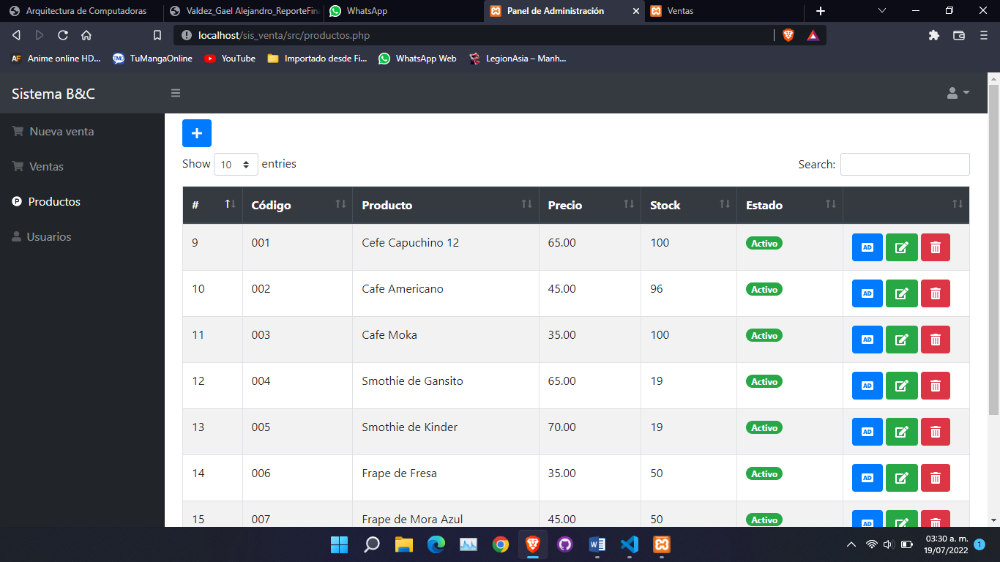 Arquitectura de Computadoras
Valdez_Gael Alejandro_ReporteFina
WhatsApp
Panel de Administración
Ventas
localhost/sis_venta/src/productos.php
Anime online HD...
TuMangaOnline
YouTube
Importado desde Fi...
WhatsApp Web
LegionAsia – Manh...
Sistema B&C
Nueva venta
Ventas
Productos
Usuarios
Show 10 entries
Search:
# Código Producto Precio Stock Estado
9 001 Cefe Capuchino 12 65.00 100 Activo AD
10 002 Cafe Americano 45.00 96 Activo AD
11 003 Cafe Moka 35.00 100 Activo AD
12 004 Smothie de Gansito 65.00 19 Activo AD
13 005 Smothie de Kinder 70.00 19 Activo AD
14 006 Frape de Fresa 35.00 50 Activo AD
15 007 Frape de Mora Azul 45.00 50 Activo AD
03:30 a. m.
19/07/2022
1